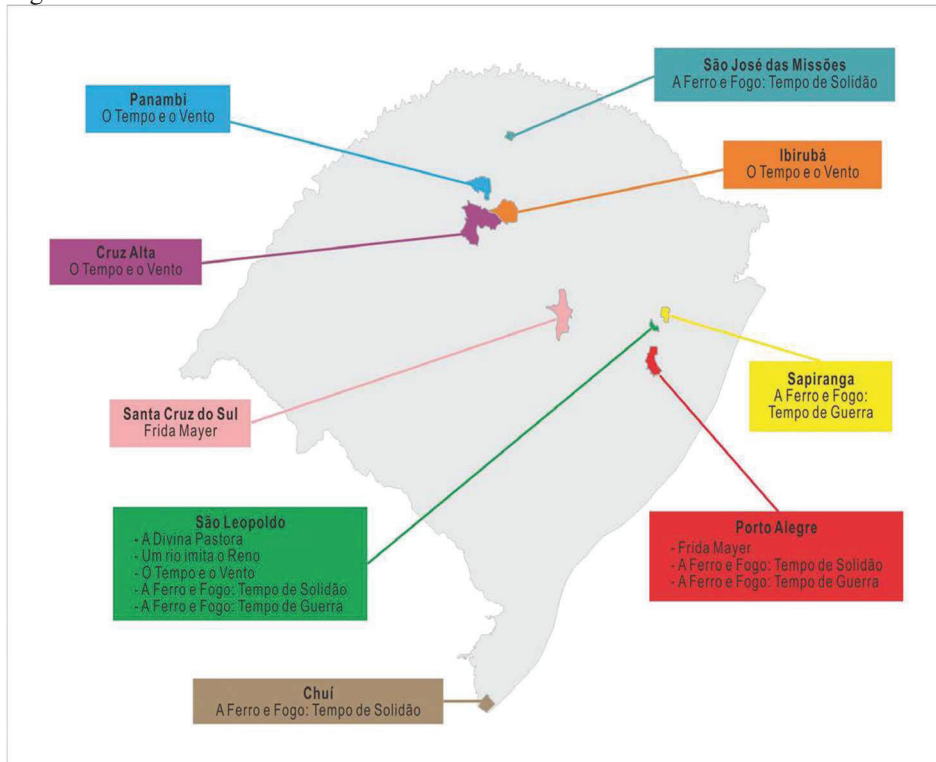 São José das Missões
A Ferro e Fogo: Tempo de Solidão
Panambi
O Tempo e o Vento
Ibirubá
O Tempo e o Vento
Cruz Alta
O Tempo e o Vento
Sapiranga
A Ferro e Fogo:
Tempo de Guerra
Santa Cruz do Sul
Frida Mayer
São Leopoldo
- A Divina Pastora
- Um rio imita o Reno
- O Tempo e o Vento
- A Ferro e Fogo: Tempo de Solidão
- A Ferro e Fogo: Tempo de Guerra
Porto Alegre
- Frida Mayer
- A Ferro e Fogo: Tempo de Solidão
- A Ferro e Fogo: Tempo de Guerra
Chuí
A Ferro e Fogo: Tempo de Solidão